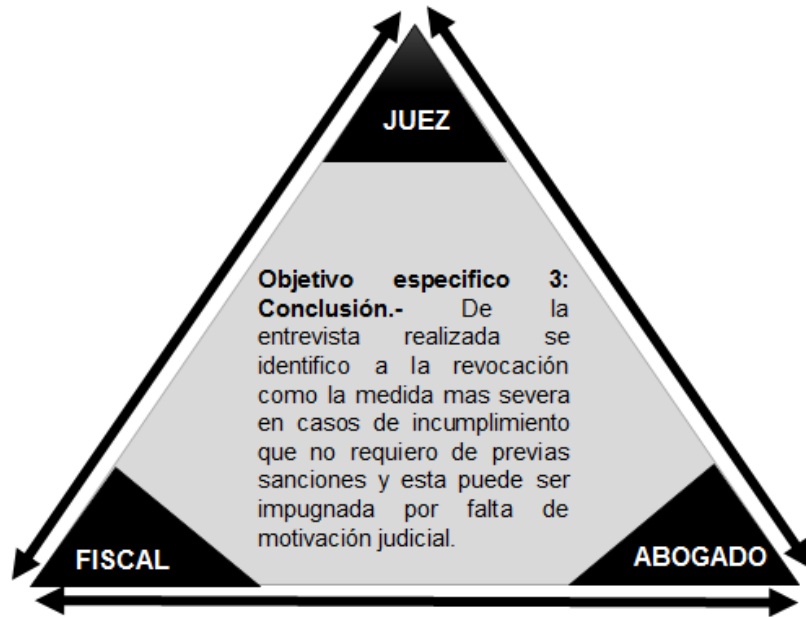 JUEZ
Objetivo especifico 3:
Conclusión.- De la
entrevista realizada se
identifico a la revocación
como la medida mas severa
en casos de incumplimiento
que no requiero de previas
sanciones y esta puede ser
impugnada por falta de
motivación judicial.
FISCAL
ABOGADO